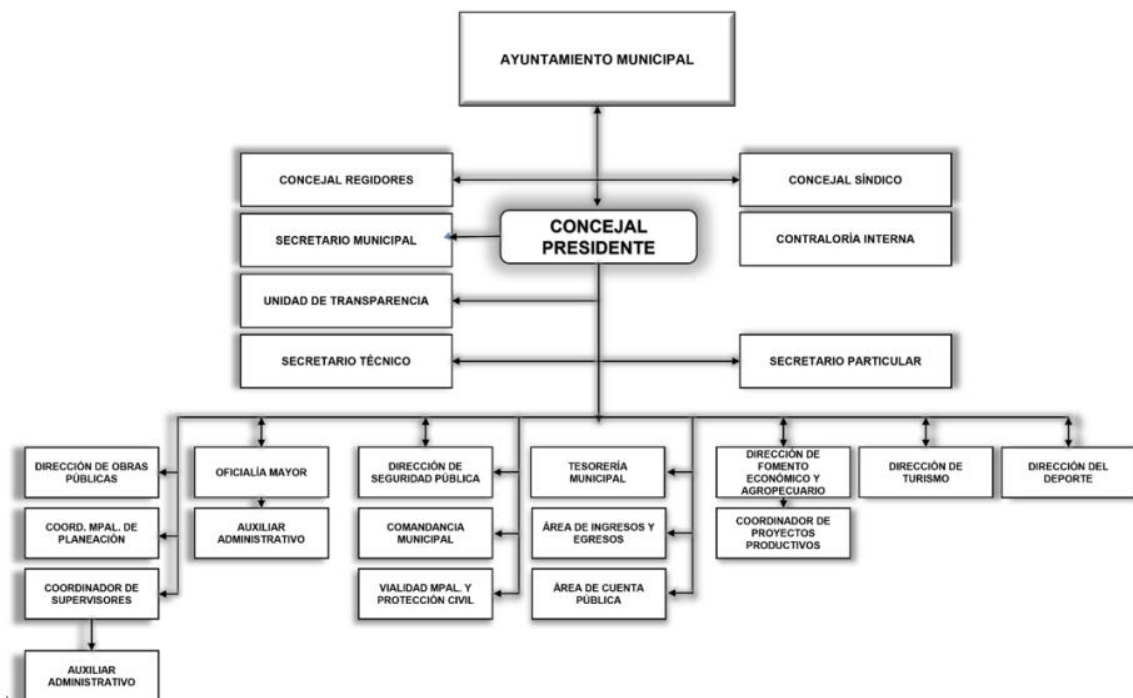 AYUNTAMIENTO MUNICIPAL
CONCEJAL REGIDORES
CONCEJAL SÍNDICO
CONCEJAL
PRESIDENTE
SECRETARIO MUNICIPAL
CONTRALORÍA INTERNA
UNIDAD DE TRANSPARENCIA
SECRETARIO TÉCNICO
SECRETARIO PARTICULAR
DIRECCIÓN DE OBRAS
PÚBLICAS
OFICIALÍA MAYOR
DIRECCIÓN DE
SEGURIDAD PÚBLICA
TESORERÍA
MUNICIPAL
DIRECCIÓN DE
FOMENTO
ECONÓMICO Y
AGROPECUARIO
DIRECCIÓN DE
TURISMO
DIRECCIÓN DEL
DEPORTE
COORD. MPAL. DE
PLANEACIÓN
AUXILIAR
ADMINISTRATIVO
COMANDANCIA
MUNICIPAL
ÁREA DE INGRESOS Y
EGRESOS
COORDINADOR DE
PROYECTOS
PRODUCTIVOS
COORDINADOR DE
SUPERVISORES
VIALIDAD MPAL. Y
PROTECCIÓN CIVIL
ÁREA DE CUENTA
PÚBLICA
AUXILIAR
ADMINISTRATIVO